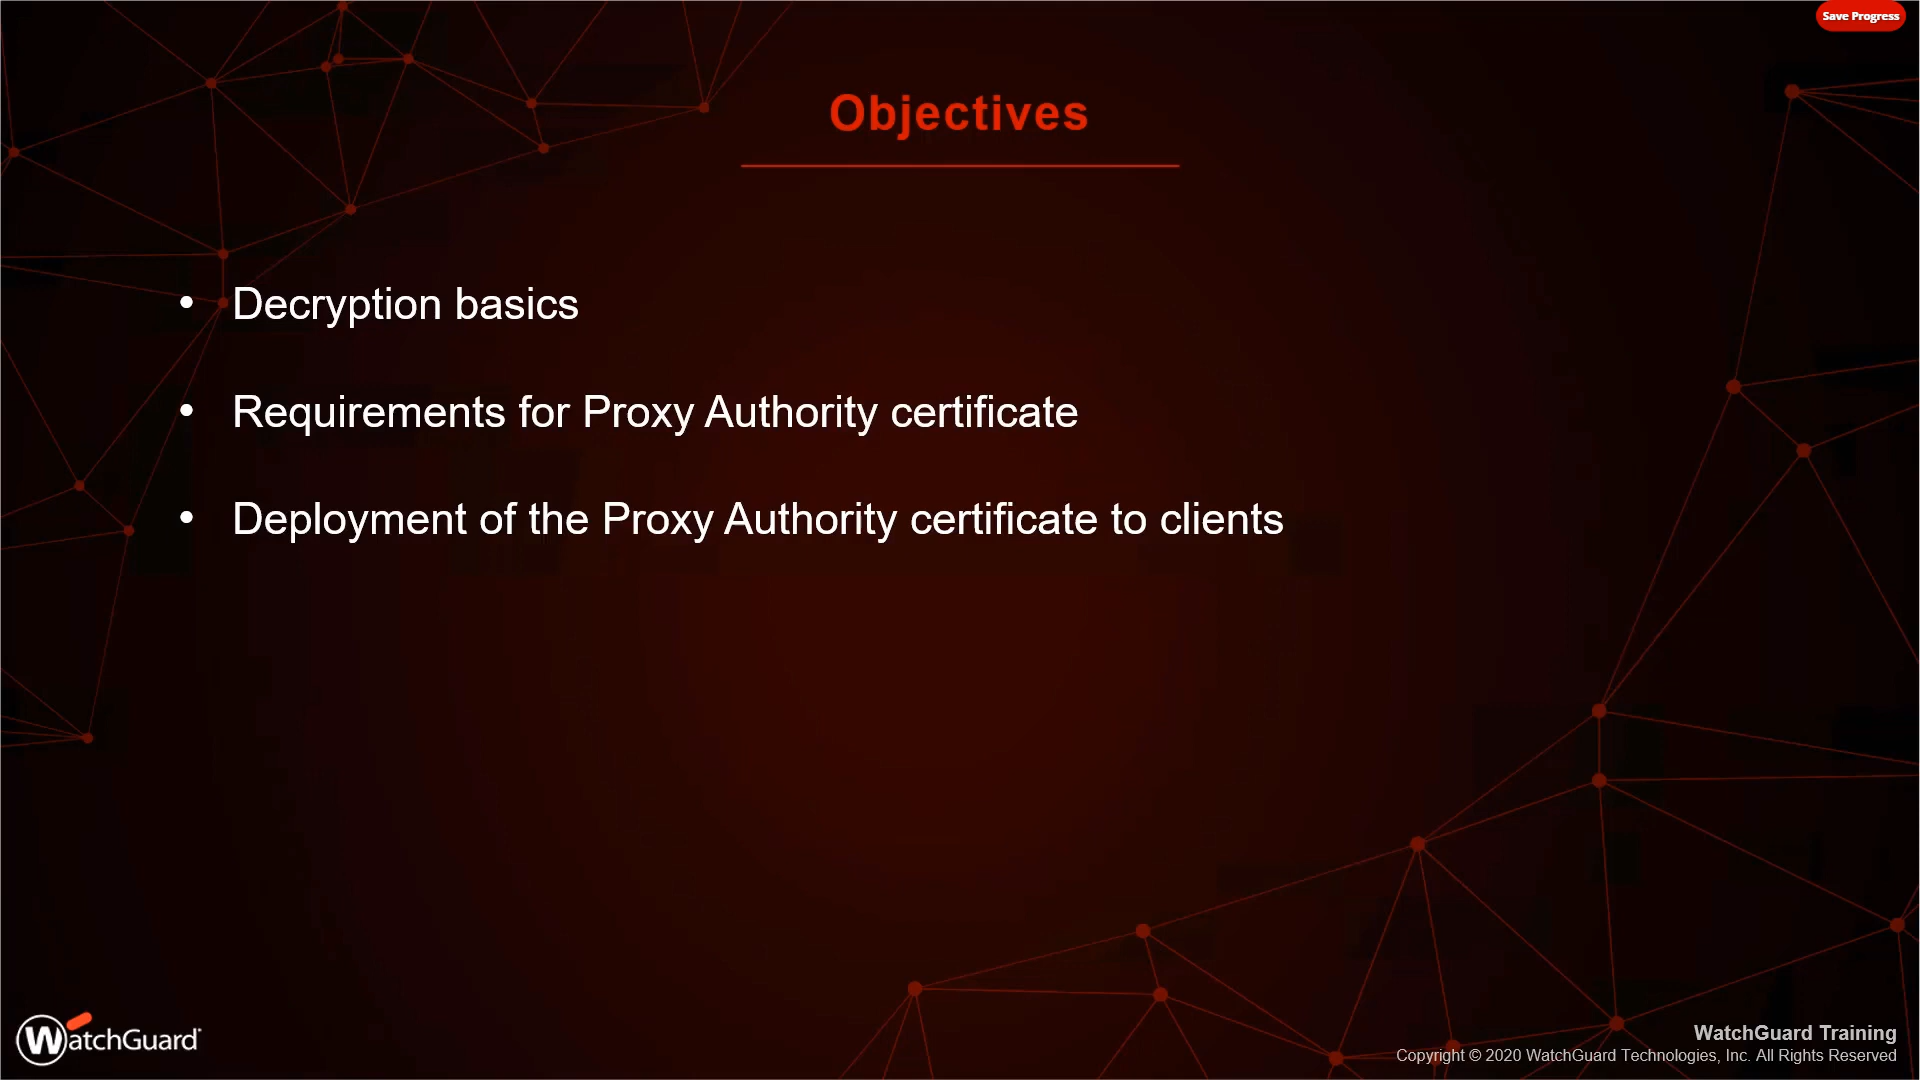 Save Progress
Objectives
• Decryption basics
• Requirements for Proxy Authority certificate
• Deployment of the Proxy Authority certificate to clients
WatchGuard
WatchGuard Training
Copyright © 2020 WatchGuard Technologies, Inc. All Rights Reserved